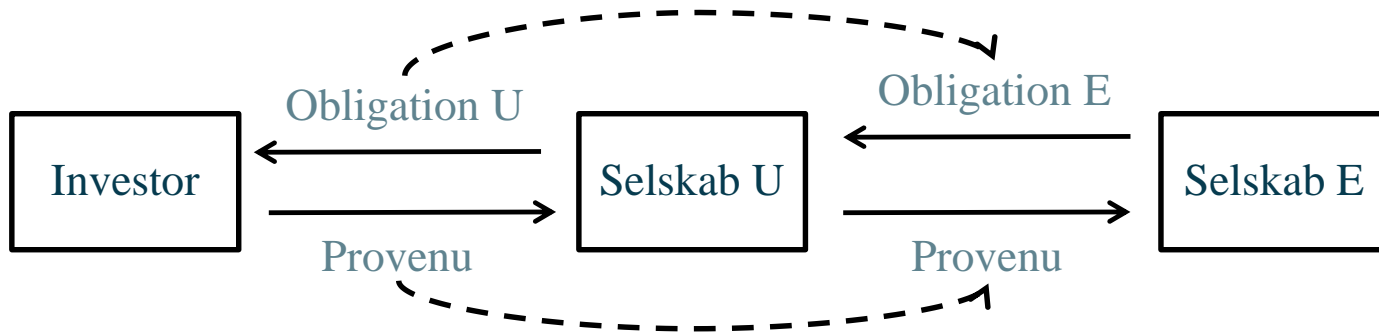 Obligation U
Obligation E
Investor
Selskab U
Selskab E
Provenu
Provenu